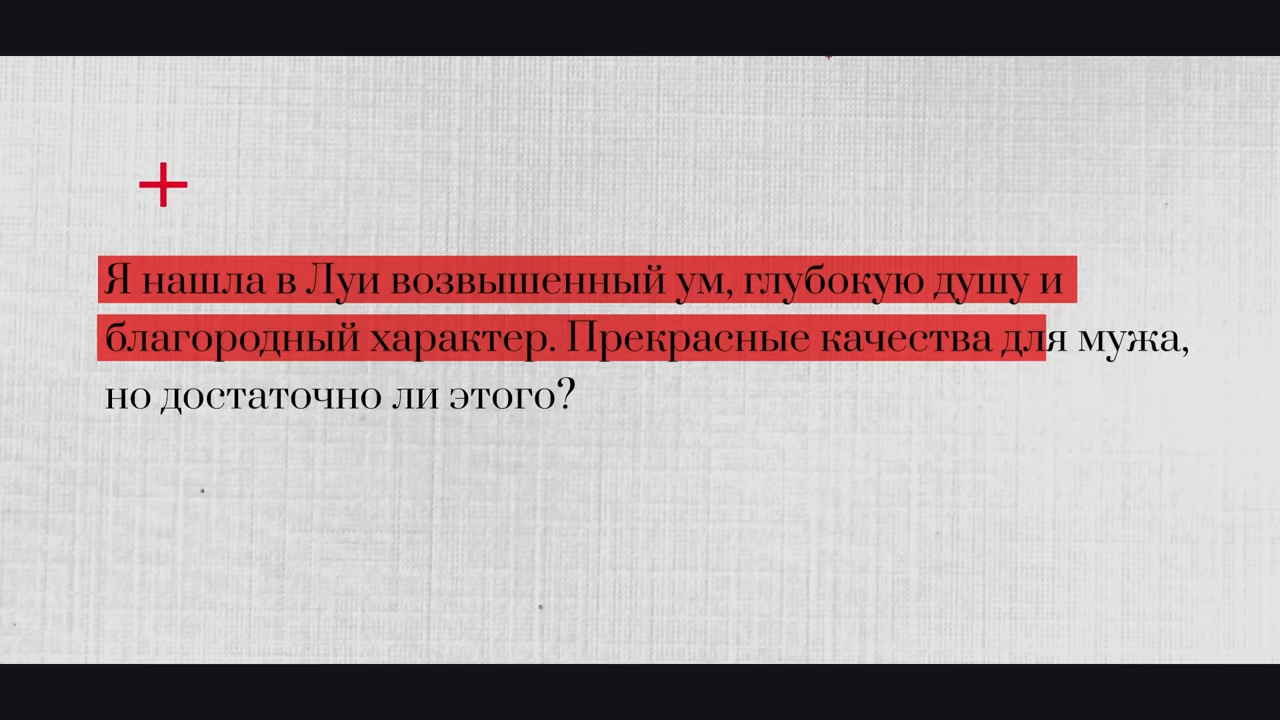 Я нашла в Луи возвышенный ум, глубокую душу и
благородный характер. Прекрасные качества для мужа,
но достаточно ли этого?